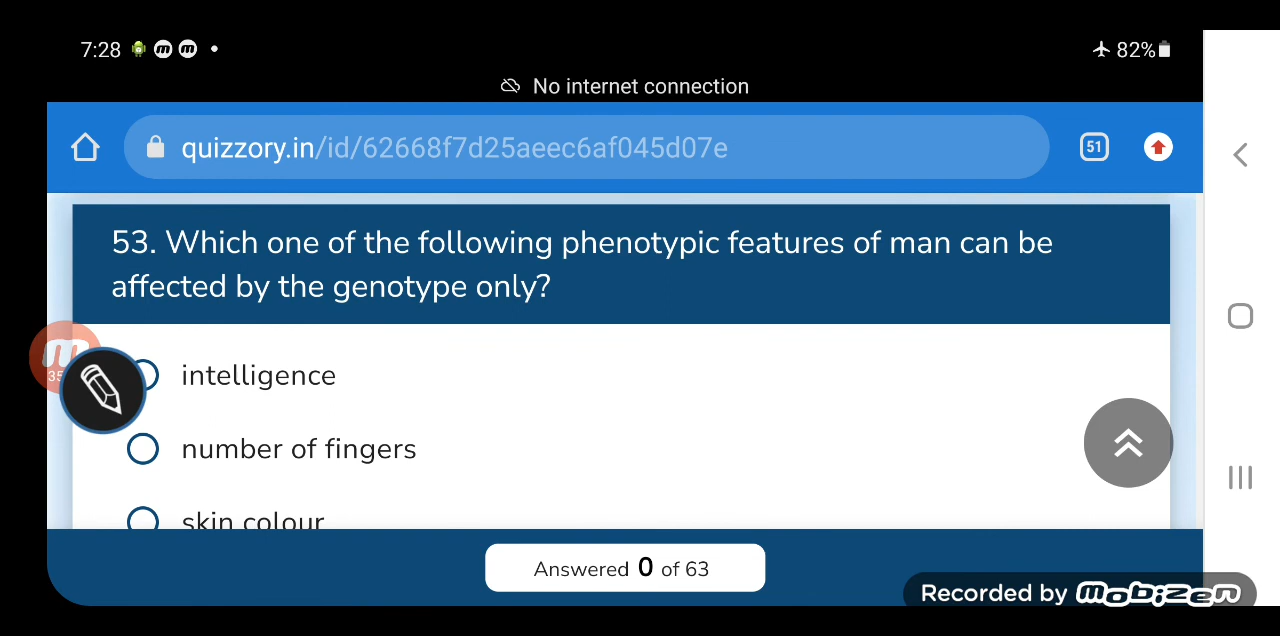 7:28
82%
No internet connection
quizzory.in/id/62668f7d25aeec6af045d07e
51
53. Which one of the following phenotypic features of man can be
affected by the genotype only?
intelligence
number of fingers
skin colour
Answered 0 of 63
Recorded by mobizen